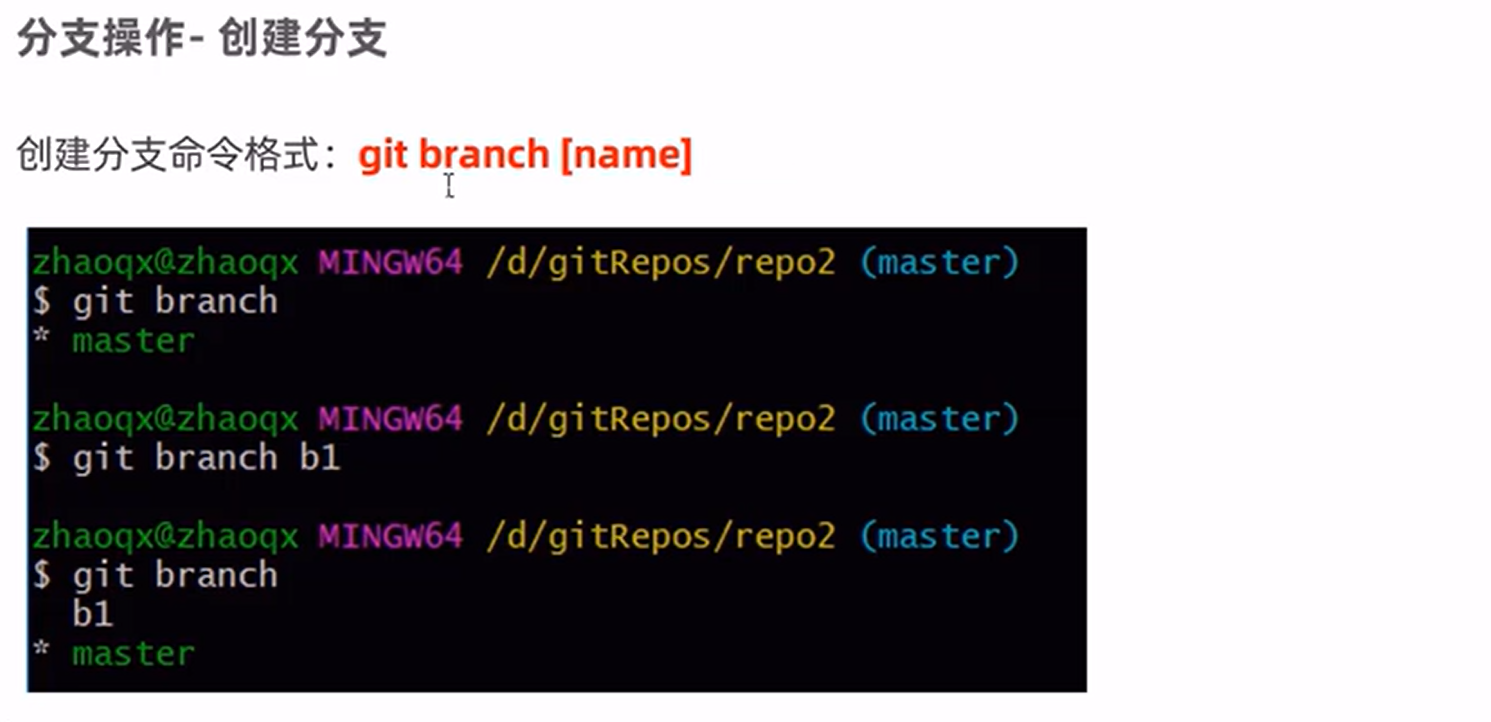 分支操作- 创建分支
创建分支命令格式：git branch [name]
zhaoqx@zhaoqx MINGW64 /d/gitRepos/repo2 (master)
$ git branch
* master
zhaoqx@zhaoqx MINGW64 /d/gitRepos/repo2 (master)
$ git branch b1
zhaoqx@zhaoqx MINGW64 /d/gitRepos/repo2 (master)
$ git branch
b1
* master